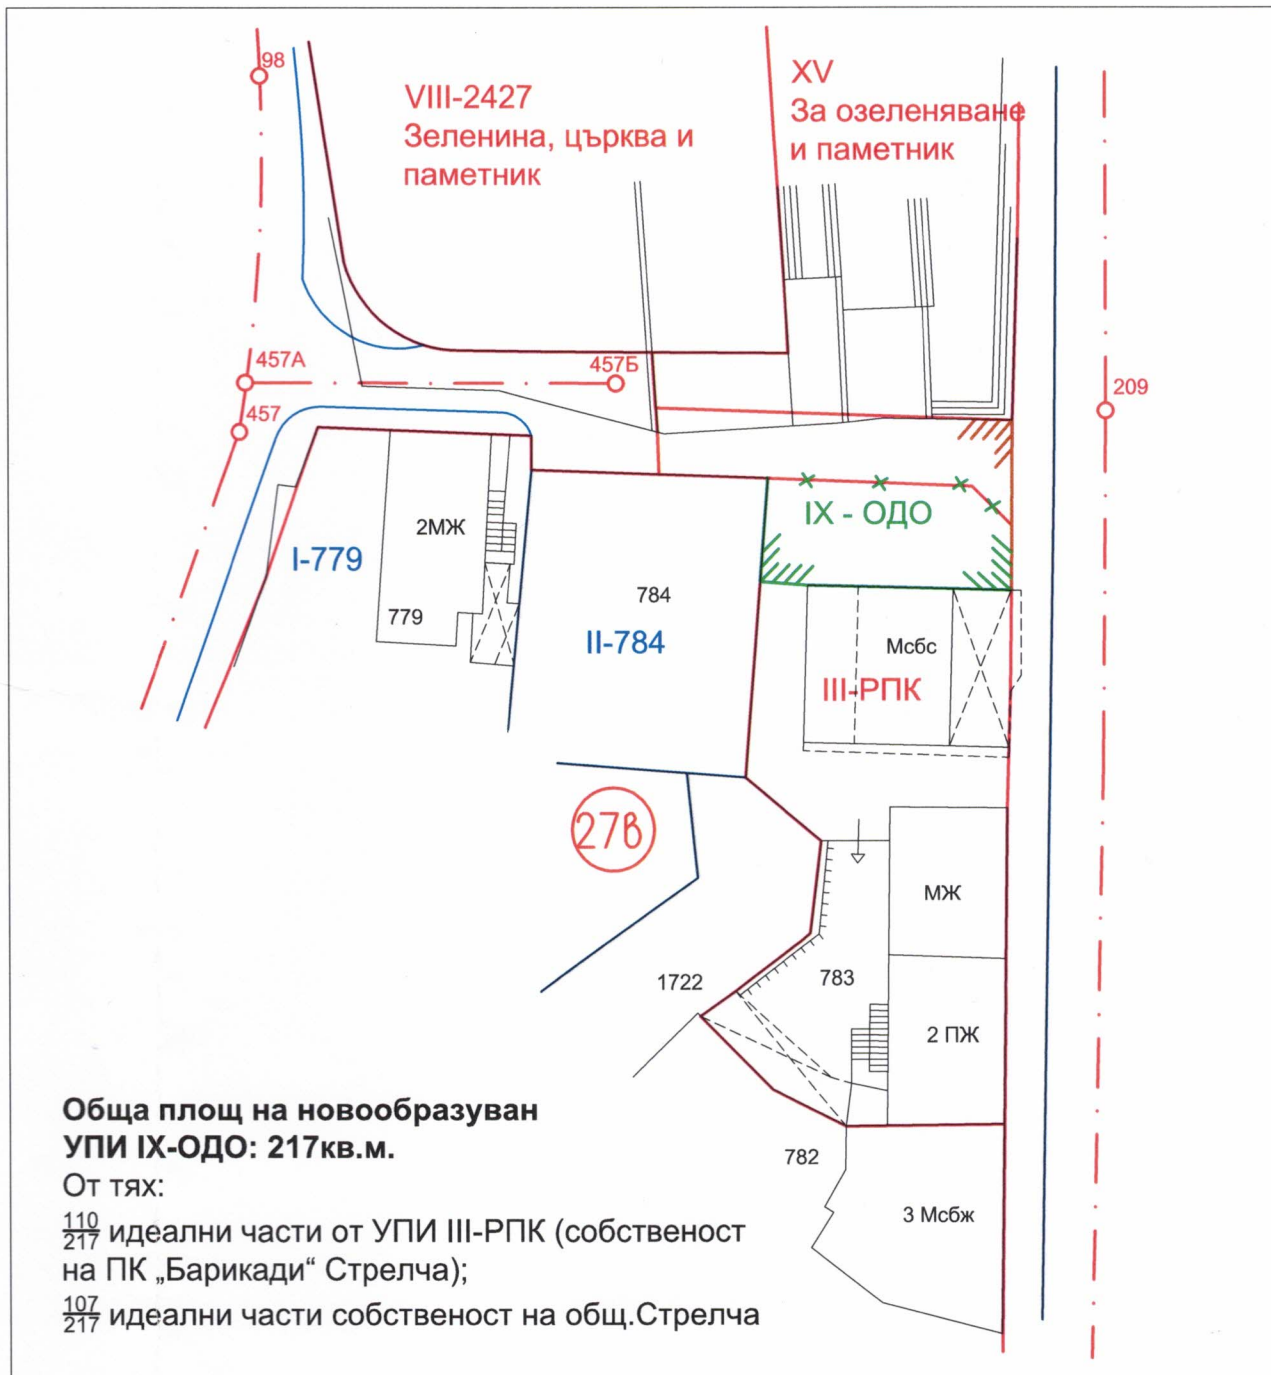 98
VIII-2427
Зеленина, църква и
паметник
XV
За озеленяване
и паметник
457А
457Б
457
209
2МЖ
I-779
779
784
II-784
IX - ОДО
Мсбс
III-РПК
27в
МЖ
1722
783
2 ПЖ
782
3 Мсбж
Обща площ на новообразуван
УПИ IX-ОДО: 217кв.м.
От тях:
110/217 идеални части от УПИ III-РПК (собственост
на ПК „Барикади“ Стрелча);
107/217 идеални части собственост на общ.Стрелча